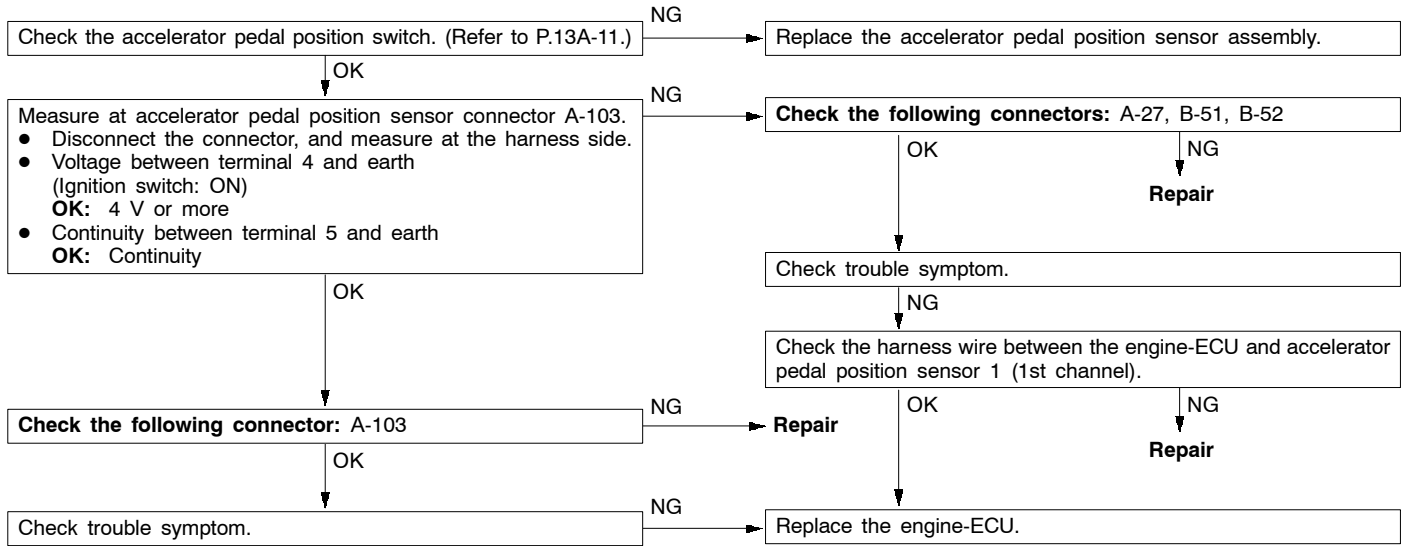 Check the accelerator pedal position switch. (Refer to P.13A-11.)
NG
Replace the accelerator pedal position sensor assembly.
OK
Measure at accelerator pedal position sensor connector A-103.
● Disconnect the connector, and measure at the harness side.
● Voltage between terminal 4 and earth
(Ignition switch: ON)
OK: 4 V or more
● Continuity between terminal 5 and earth
OK: Continuity
NG
Check the following connectors: A-27, B-51, B-52
OK
NG
Repair
Check trouble symptom.
NG
Check the harness wire between the engine-ECU and accelerator
pedal position sensor 1 (1st channel).
OK
NG
Repair
OK
Check the following connector: A-103
NG
Repair
OK
Check trouble symptom.
NG
Replace the engine-ECU.